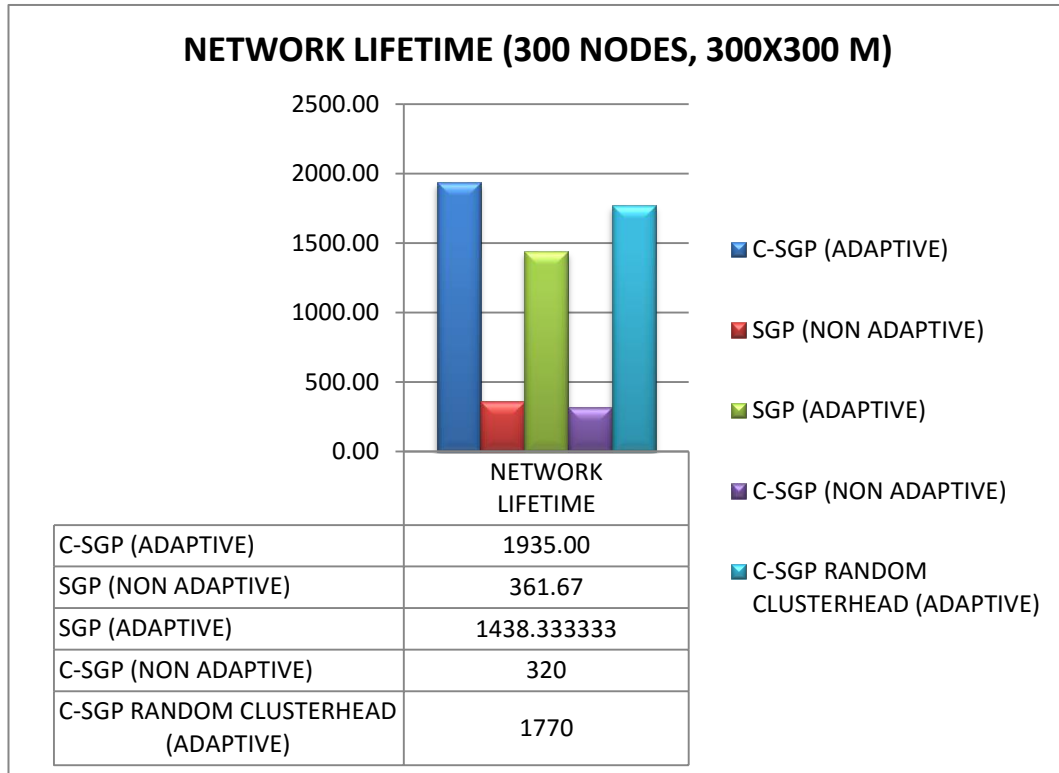 NETWORK LIFETIME (300 NODES, 300X300 M)
2500.00
2000.00
1500.00
1000.00
500.00
0.00
NETWORK
LIFETIME
C-SGP (ADAPTIVE) 1935.00
SGP (NON ADAPTIVE) 361.67
SGP (ADAPTIVE) 1438.333333
C-SGP (NON ADAPTIVE) 320
C-SGP RANDOM CLUSTERHEAD
(ADAPTIVE) 1770
C-SGP (ADAPTIVE)
SGP (NON ADAPTIVE)
SGP (ADAPTIVE)
C-SGP (NON ADAPTIVE)
C-SGP RANDOM
CLUSTERHEAD (ADAPTIVE)